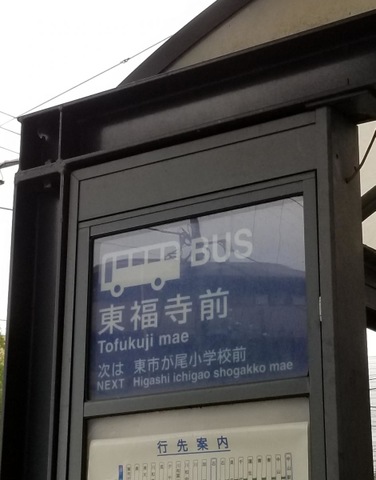 BUS
東福寺前
Tofukuji mae
次は 東市が尾小学校前
NEXT Higashi ichigao shogakko mae
行先案内